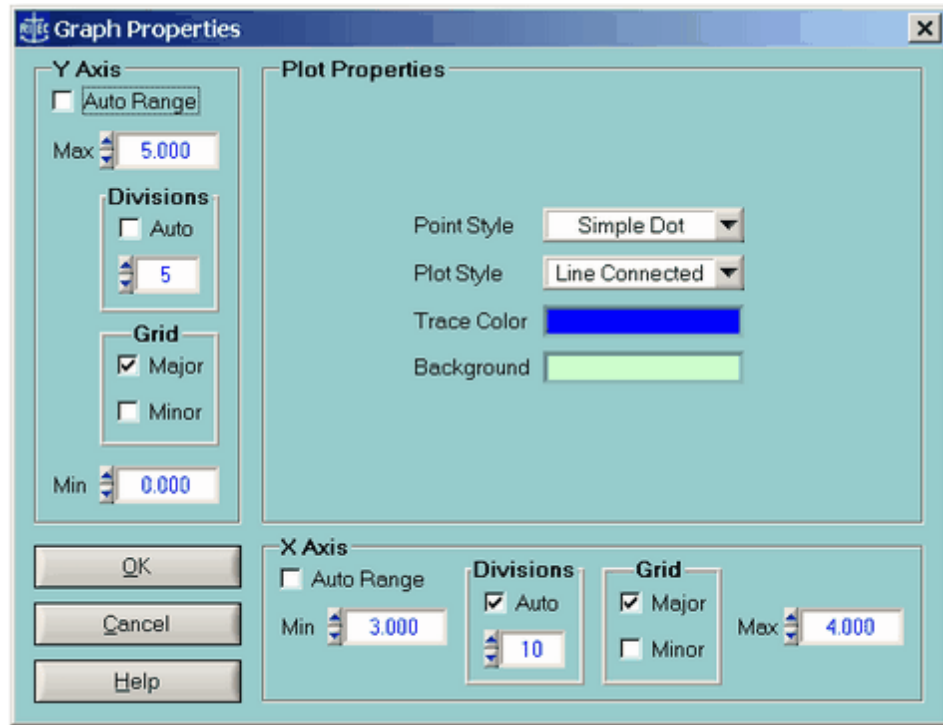 RITEC Graph Properties
Y Axis
Auto Range
Max 5.000
Divisions
Auto
5
Grid
Major
Minor
Min 0.000
Plot Properties
Point Style Simple Dot
Plot Style Line Connected
Trace Color
Background
OK
Cancel
Help
X Axis
Auto Range
Min 3.000
Divisions
Auto
10
Grid
Major
Minor
Max 4.000